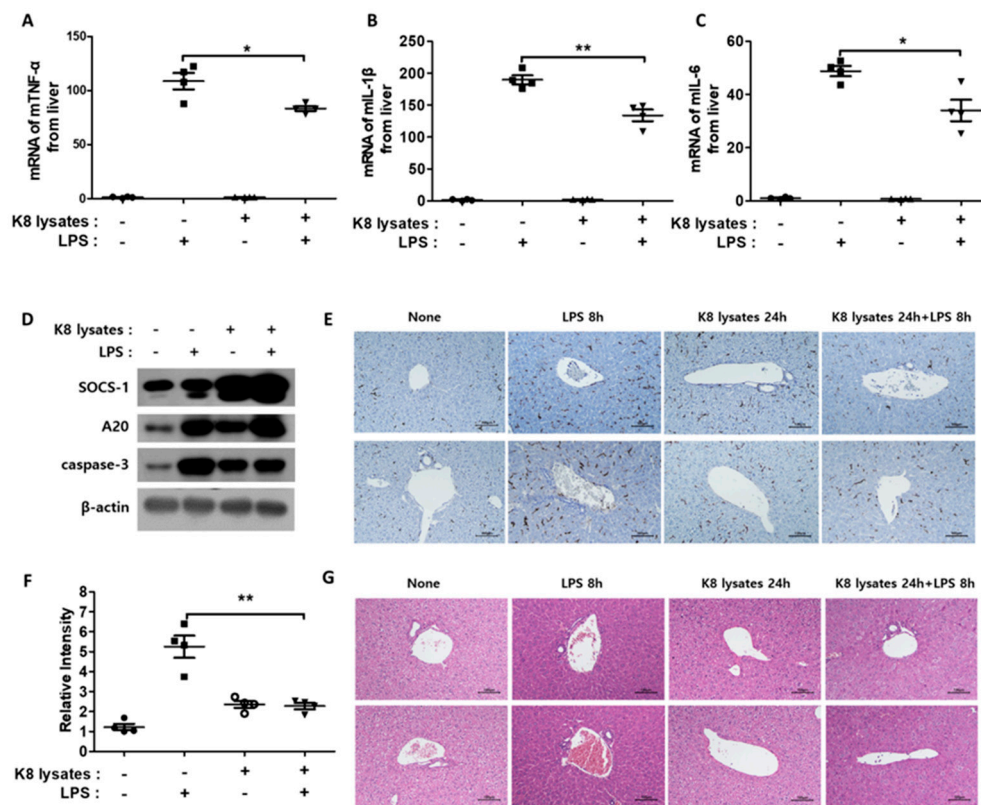 A
mRNA of mTNF-α
from liver
150
100
50
0
*
K8 lysates : - - + +
LPS : - + - +
B
mRNA of mIL-1β
from liver
250
200
150
100
50
0
**
K8 lysates : - - + +
LPS : - + - +
C
mRNA of mIL-6
from liver
60
40
20
0
*
K8 lysates : - - + +
LPS : - + - +
D
K8 lysates : - - + +
LPS : - + - +
SOCS-1
A20
caspase-3
β-actin
E
None LPS 8h K8 lysates 24h K8 lysates 24h+LPS 8h
F
Relative Intensity
8
7
6
5
4
3
2
1
0
**
K8 lysates : - - + +
LPS : - + - +
G
None LPS 8h K8 lysates 24h K8 lysates 24h+LPS 8h